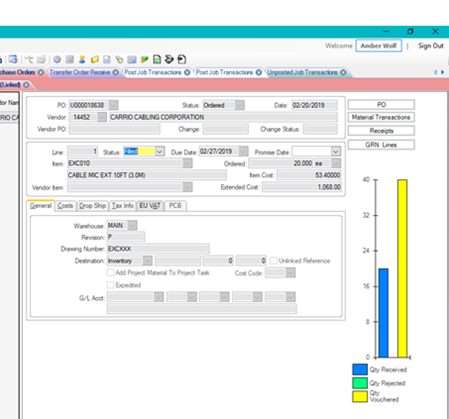 Welcome Amber Wolf Sign Out
chase Orders Transfer Order Receive Post Job Transactions Post Job Transactions Unposted Job Transactions
(Linked)
PO: U000018638 Status: Ordered Date: 02/20/2019 PO
Vendor: 14452 CARRIO CABLING CORPORATION Material Transactions
Vendor PO: Change: Change Status: Receipts
GRN Lines
Line: 1 Status: Filled Due Date: 02/27/2019 Promise Date:
Item: EXC010 Ordered: 20.000 ea
CABLE MIC EXT 10FT (3.0M) Item Cost: 53.40000
Vendor Item: Extended Cost: 1,068.00
General Costs Drop Ship Tax Info EU VAT PCB
Warehouse: MAIN
Revision: P
Drawing Number: EXCXXX
Destination: Inventory 0 0 Unlinked Reference
Add Project Material To Project Task Cost Code:
Expedited
G/L Acct:
40
32
24
16
8
0
Qty Received
Qty Rejected
Qty Vouchered